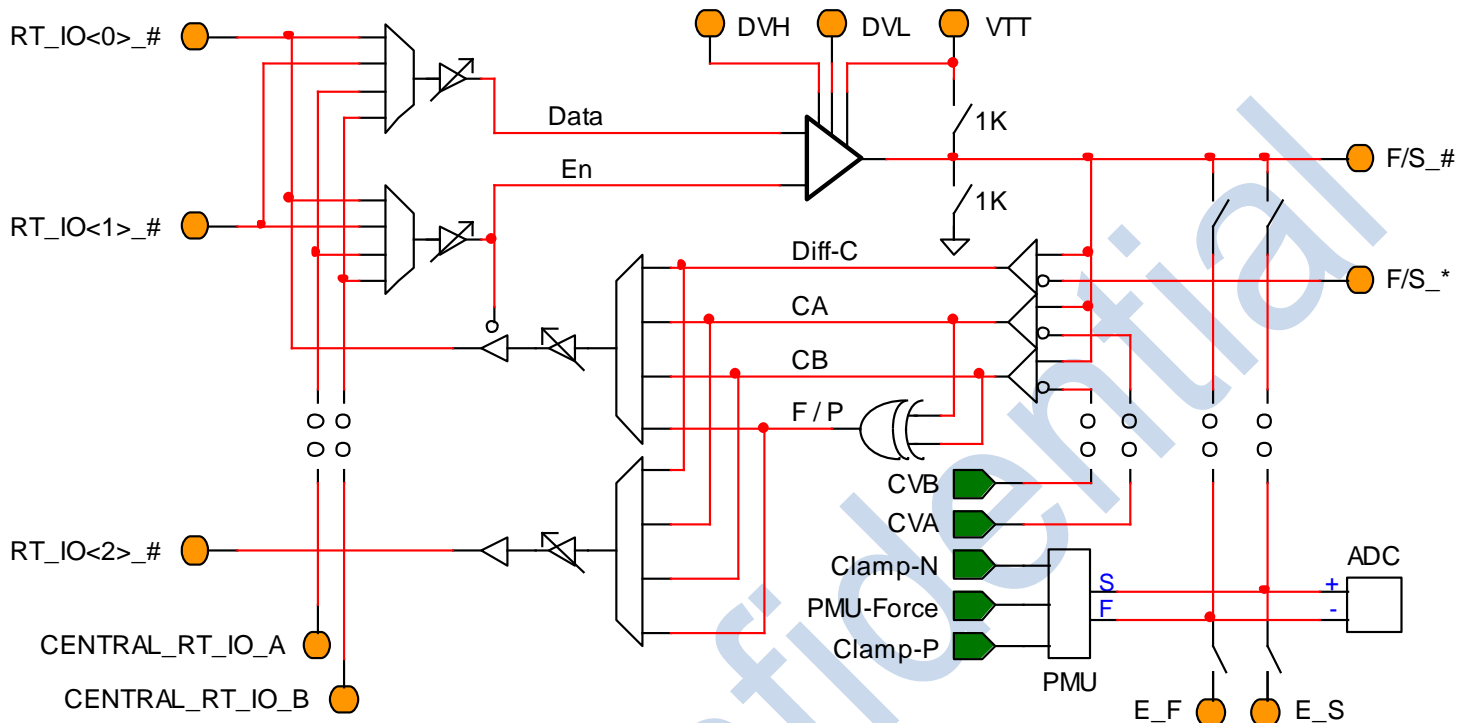 RT_IO<0>_#
DVH
DVL
VTT
1K
Data
F/S_#
En
1K
RT_IO<1>_#
Diff-C
F/S_*
CA
CB
F / P
CVB
CVA
RT_IO<2>_#
ADC
Clamp-N
S
+
PMU-Force
F
-
CENTRAL_RT_IO_A
Clamp-P
PMU
CENTRAL_RT_IO_B
E_F
E_S
fidential